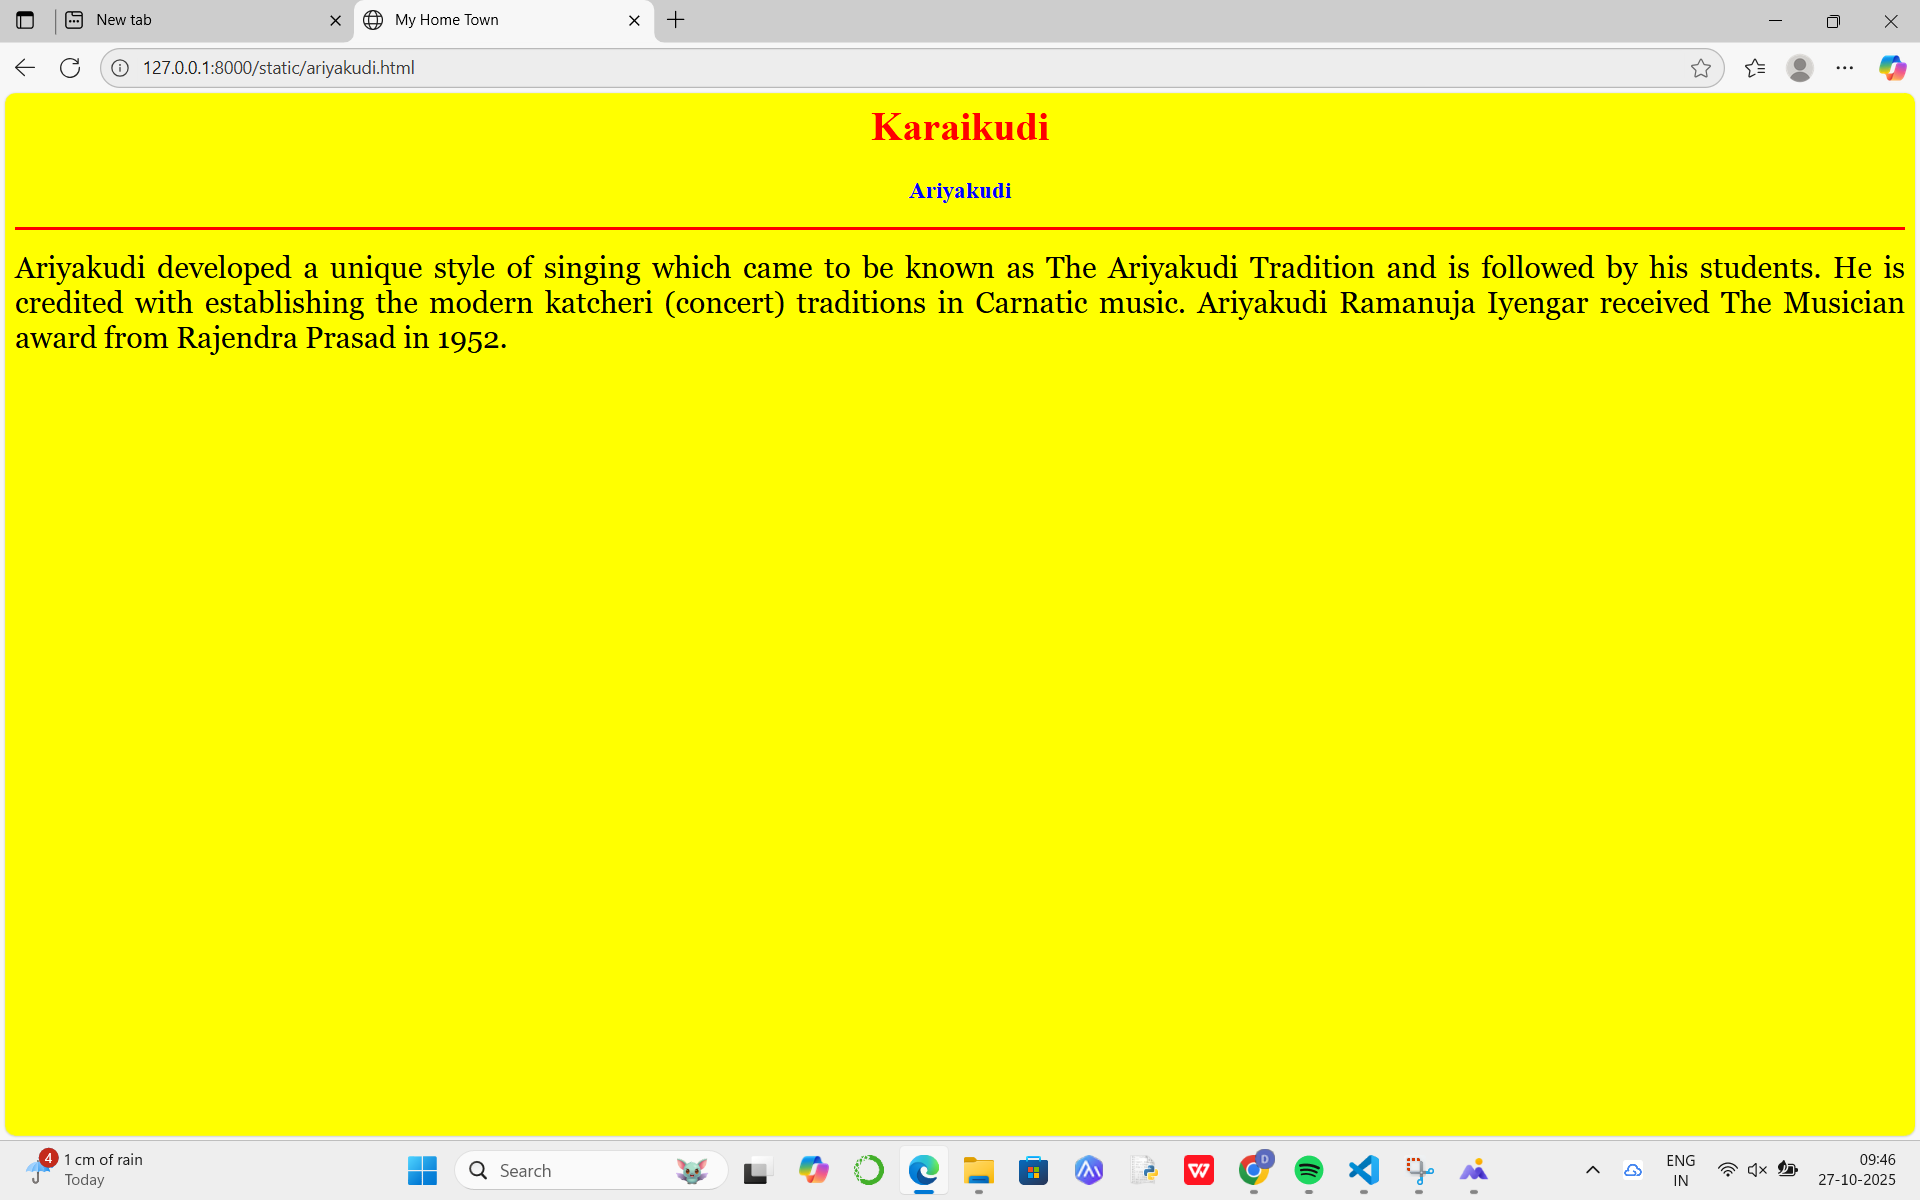 New tab
My Home Town
127.0.0.1:8000/static/ariyakudi.html
Karaikudi
Ariyakudi
Ariyakudi developed a unique style of singing which came to be known as The Ariyakudi Tradition and is followed by his students. He is
credited with establishing the modern katcheri (concert) traditions in Carnatic music. Ariyakudi Ramanuja Iyengar received The Musician
award from Rajendra Prasad in 1952.
4
1 cm of rain
Today
Search
W
D
ENG
IN
09:46
27-10-2025